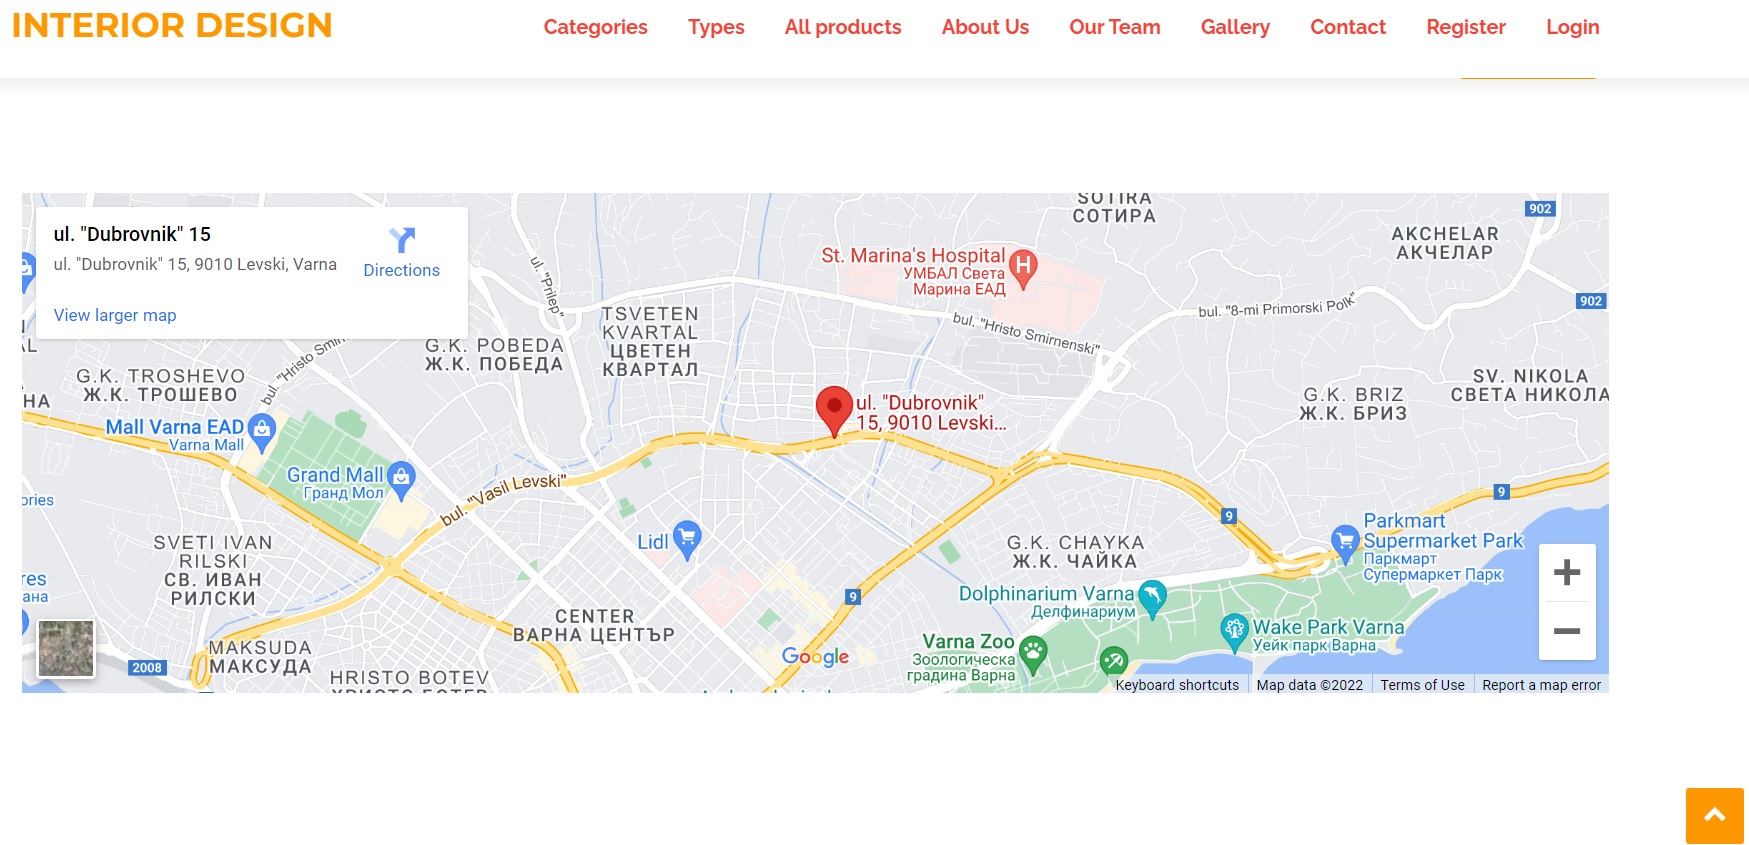 INTERIOR DESIGN
Categories
Types
All products
About Us
Our Team
Gallery
Contact
Register
Login
ul. "Dubrovnik" 15
ul. "Dubrovnik" 15, 9010 Levski, Varna
Directions
View larger map
SOTIRA
СОТИРА
902
AKCHELAR
АКЧЕЛАР
St. Marina's Hospital
УМБАЛ Света
Марина ЕАД
H
ul. "Prilep"
902
bul. "8-mi Primorski Polk"
bul. "Hristo Smirnenski"
TSVETEN
KVARTAL
ЦВЕТЕН
КВАРТАЛ
G.K. POBEDA
Ж.К. ПОБЕДА
bul. "Hristo Smirn
G.K. TROSHEVO
Ж.К. ТРОШЕВО
SV. NIKOLA
СВЕТА НИКОЛА
G.K. BRIZ
Ж.К. БРИЗ
ul. "Dubrovnik"
15, 9010 Levski...
Mall Varna EAD
Varna Mall
Grand Mall
Гранд Мол
bul. "Vasil Levski"
ories
9
9
Parkmart
Supermarket Park
Паркмарт
Супермаркет Парк
Lidl
G.K. CHAYKA
Ж.К. ЧАЙКА
SVETI IVAN
RILSKI
СВ. ИВАН
РИЛСКИ
res
ана
9
Dolphinarium Varna
Делфинариум
CENTER
ВАРНА ЦЕНТЪР
Wake Park Varna
Уейк парк Варна
Varna Zoo
Зоологическа
градина Варна
MAKSUDA
МАКСУДА
2008
HRISTO BOTEV
ХРИСТО БОТЕВ
Google
Keyboard shortcuts
Map data ©2022
Terms of Use
Report a map error